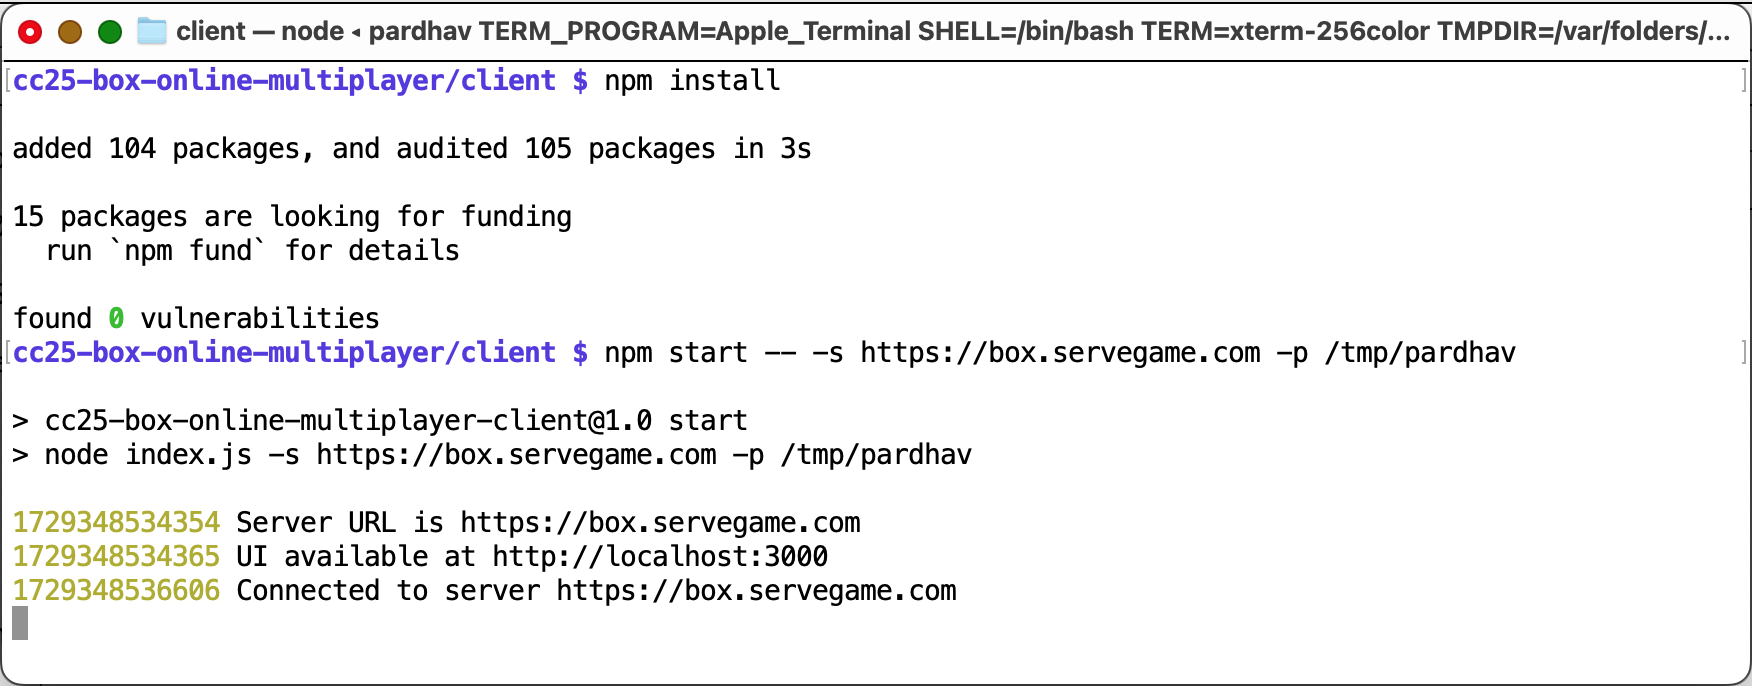 client — node ◂ pardhav TERM_PROGRAM=Apple_Terminal SHELL=/bin/bash TERM=xterm-256color TMPDIR=/var/folders/...
[cc25-box-online-multiplayer/client $ npm install ]
added 104 packages, and audited 105 packages in 3s
15 packages are looking for funding
  run `npm fund` for details
found 0 vulnerabilities
[cc25-box-online-multiplayer/client $ npm start -- -s https://box.servegame.com -p /tmp/pardhav ]
> cc25-box-online-multiplayer-client@1.0 start
> node index.js -s https://box.servegame.com -p /tmp/pardhav
1729348534354 Server URL is https://box.servegame.com
1729348534365 UI available at http://localhost:3000
1729348536606 Connected to server https://box.servegame.com